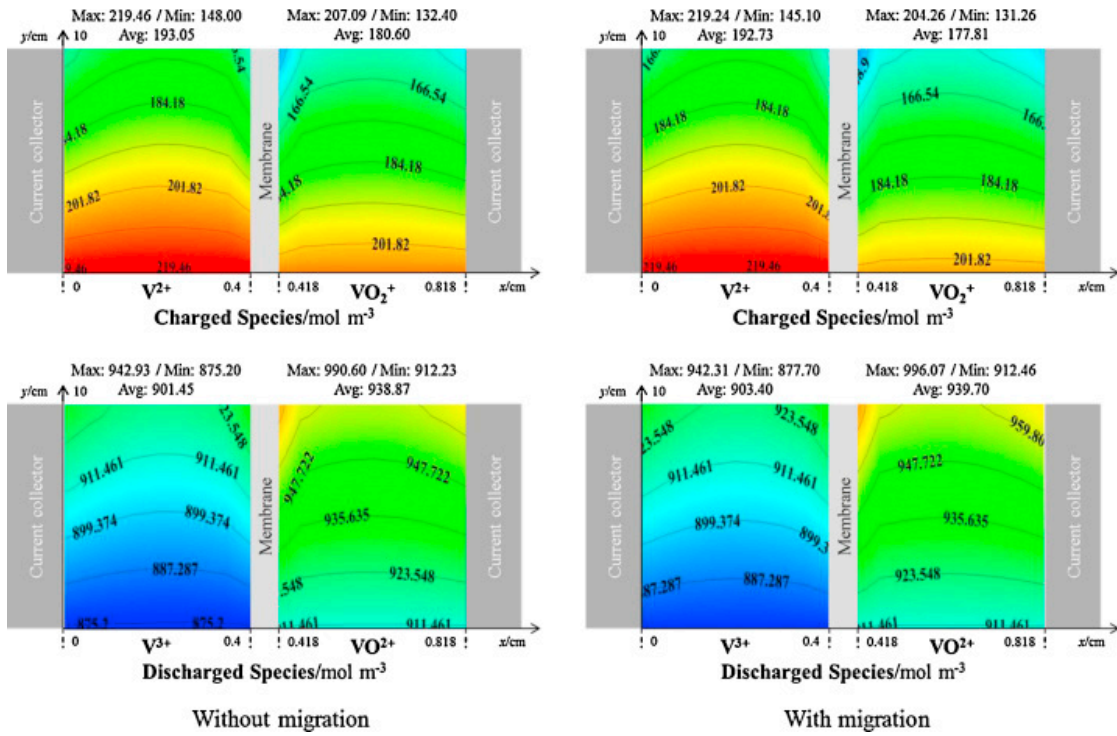 Max: 219.46 / Min: 148.00
Avg: 193.05
Max: 207.09 / Min: 132.40
Avg: 180.60
y/cm
10
Current collector
184.18
201.82
219.46
Membrane
166.54
184.18
201.82
Current collector
0
V²⁺
0.4
0.418
VO₂⁺
0.818
x/cm
Charged Species/mol m⁻³
Max: 219.24 / Min: 145.10
Avg: 192.73
Max: 204.26 / Min: 131.26
Avg: 177.81
y/cm
10
Current collector
184.18
184.18
201.82
219.46
219.46
Membrane
166.54
184.18
184.18
201.82
Current collector
0
V²⁺
0.4
0.418
VO₂⁺
0.818
x/cm
Charged Species/mol m⁻³
Max: 942.93 / Min: 875.20
Avg: 901.45
Max: 990.60 / Min: 912.23
Avg: 938.87
y/cm
10
Current collector
911.461
911.461
899.374
899.374
887.287
875.2
875.2
Membrane
947.722
947.722
935.635
923.548
911.461
Current collector
0
V³⁺
0.4
0.418
VO²⁺
0.818
x/cm
Discharged Species/mol m⁻³
Max: 942.31 / Min: 877.70
Avg: 903.40
Max: 996.07 / Min: 912.46
Avg: 939.70
y/cm
10
Current collector
923.548
911.461
911.461
899.374
887.287
Membrane
947.722
935.635
923.548
911.461
Current collector
0
V³⁺
0.4
0.418
VO²⁺
0.818
x/cm
Discharged Species/mol m⁻³
Without migration
With migration